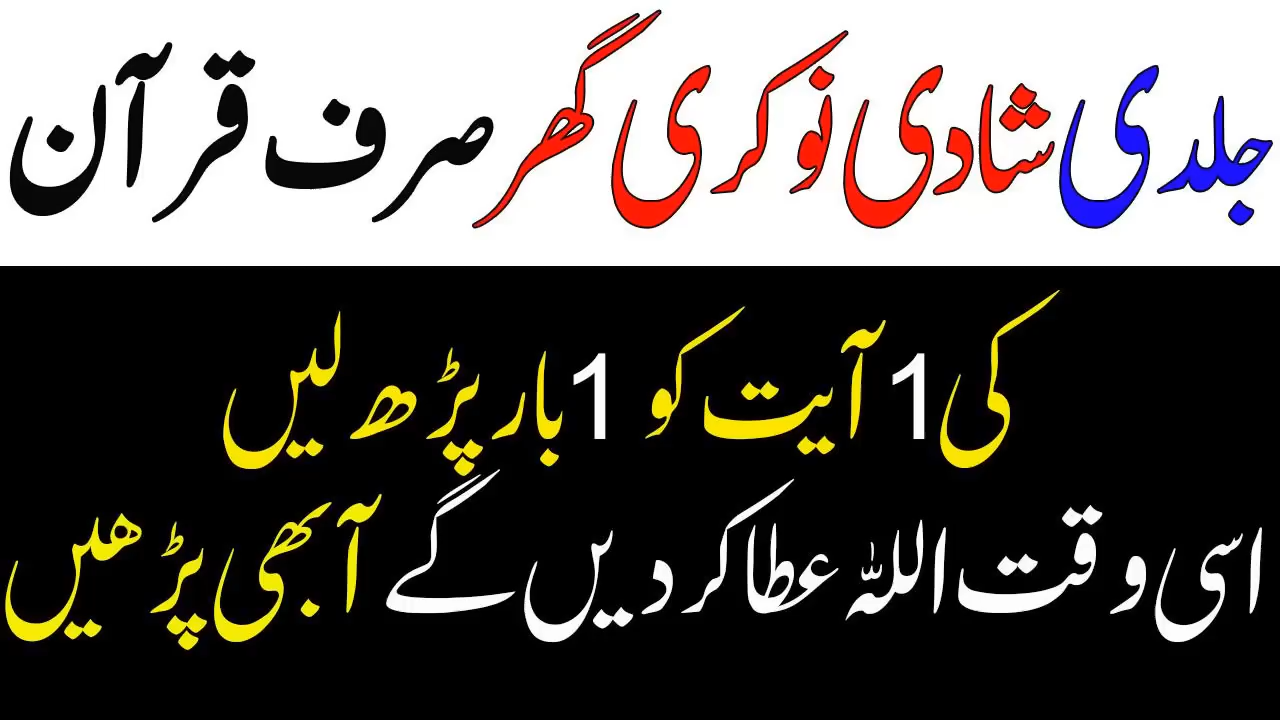 جلدی شادی نوکری گھر صرف قرآن
کی 1 آیت کو 1 بار پڑھ لیں
اسی وقت اللہ عطا کر دیں گے آبھی پڑھیں